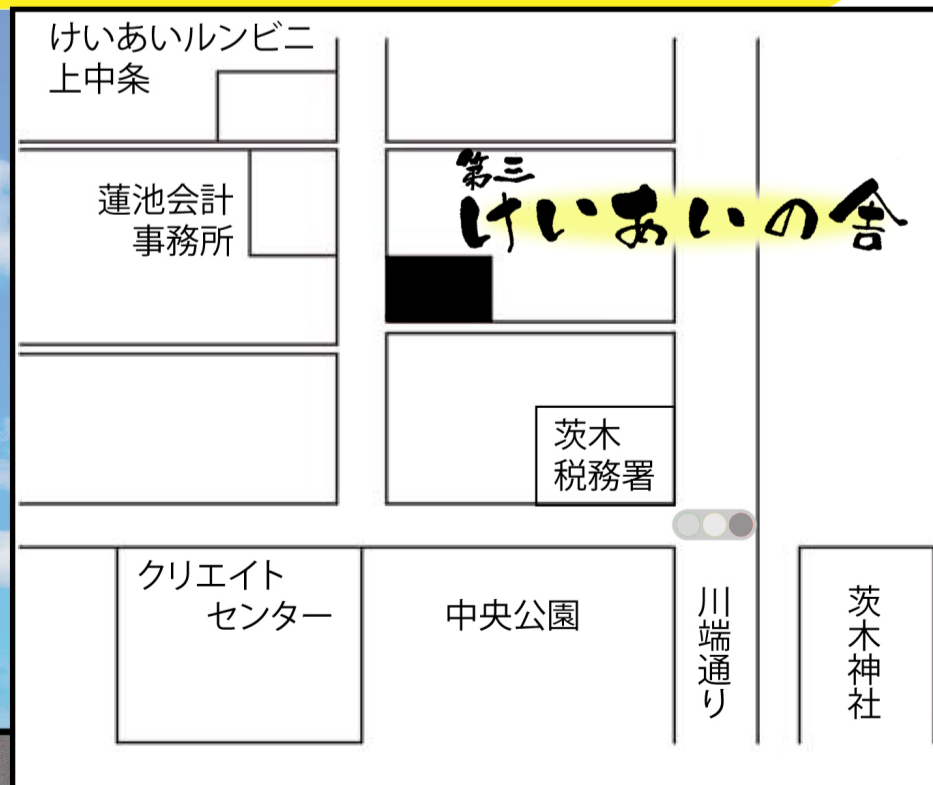 けいあいルンビニ
上中条
蓮池会計
事務所
第三
けいあいの舎
茨木
税務署
クリエイト
センター
中央公園
川端通り
茨木神社